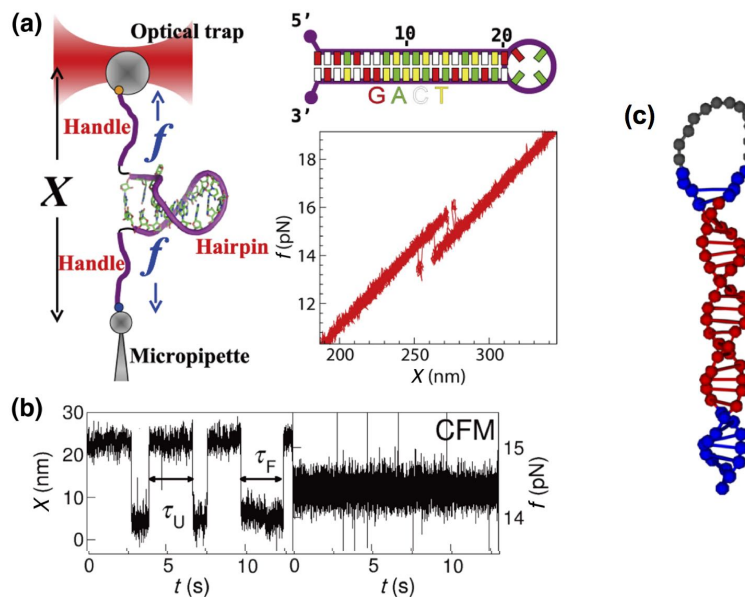 (a)
Optical trap
Handle
f
X
Hairpin
Handle
f
Micropipette
5’
10
20
G A C T
3’
f (pN)
18
16
14
12
200
250
300
X (nm)
(b)
X (nm)
30
20
10
0
τU
τF
0
5
10
t (s)
CFM
15
14
f (pN)
0
5
10
t (s)
(c)